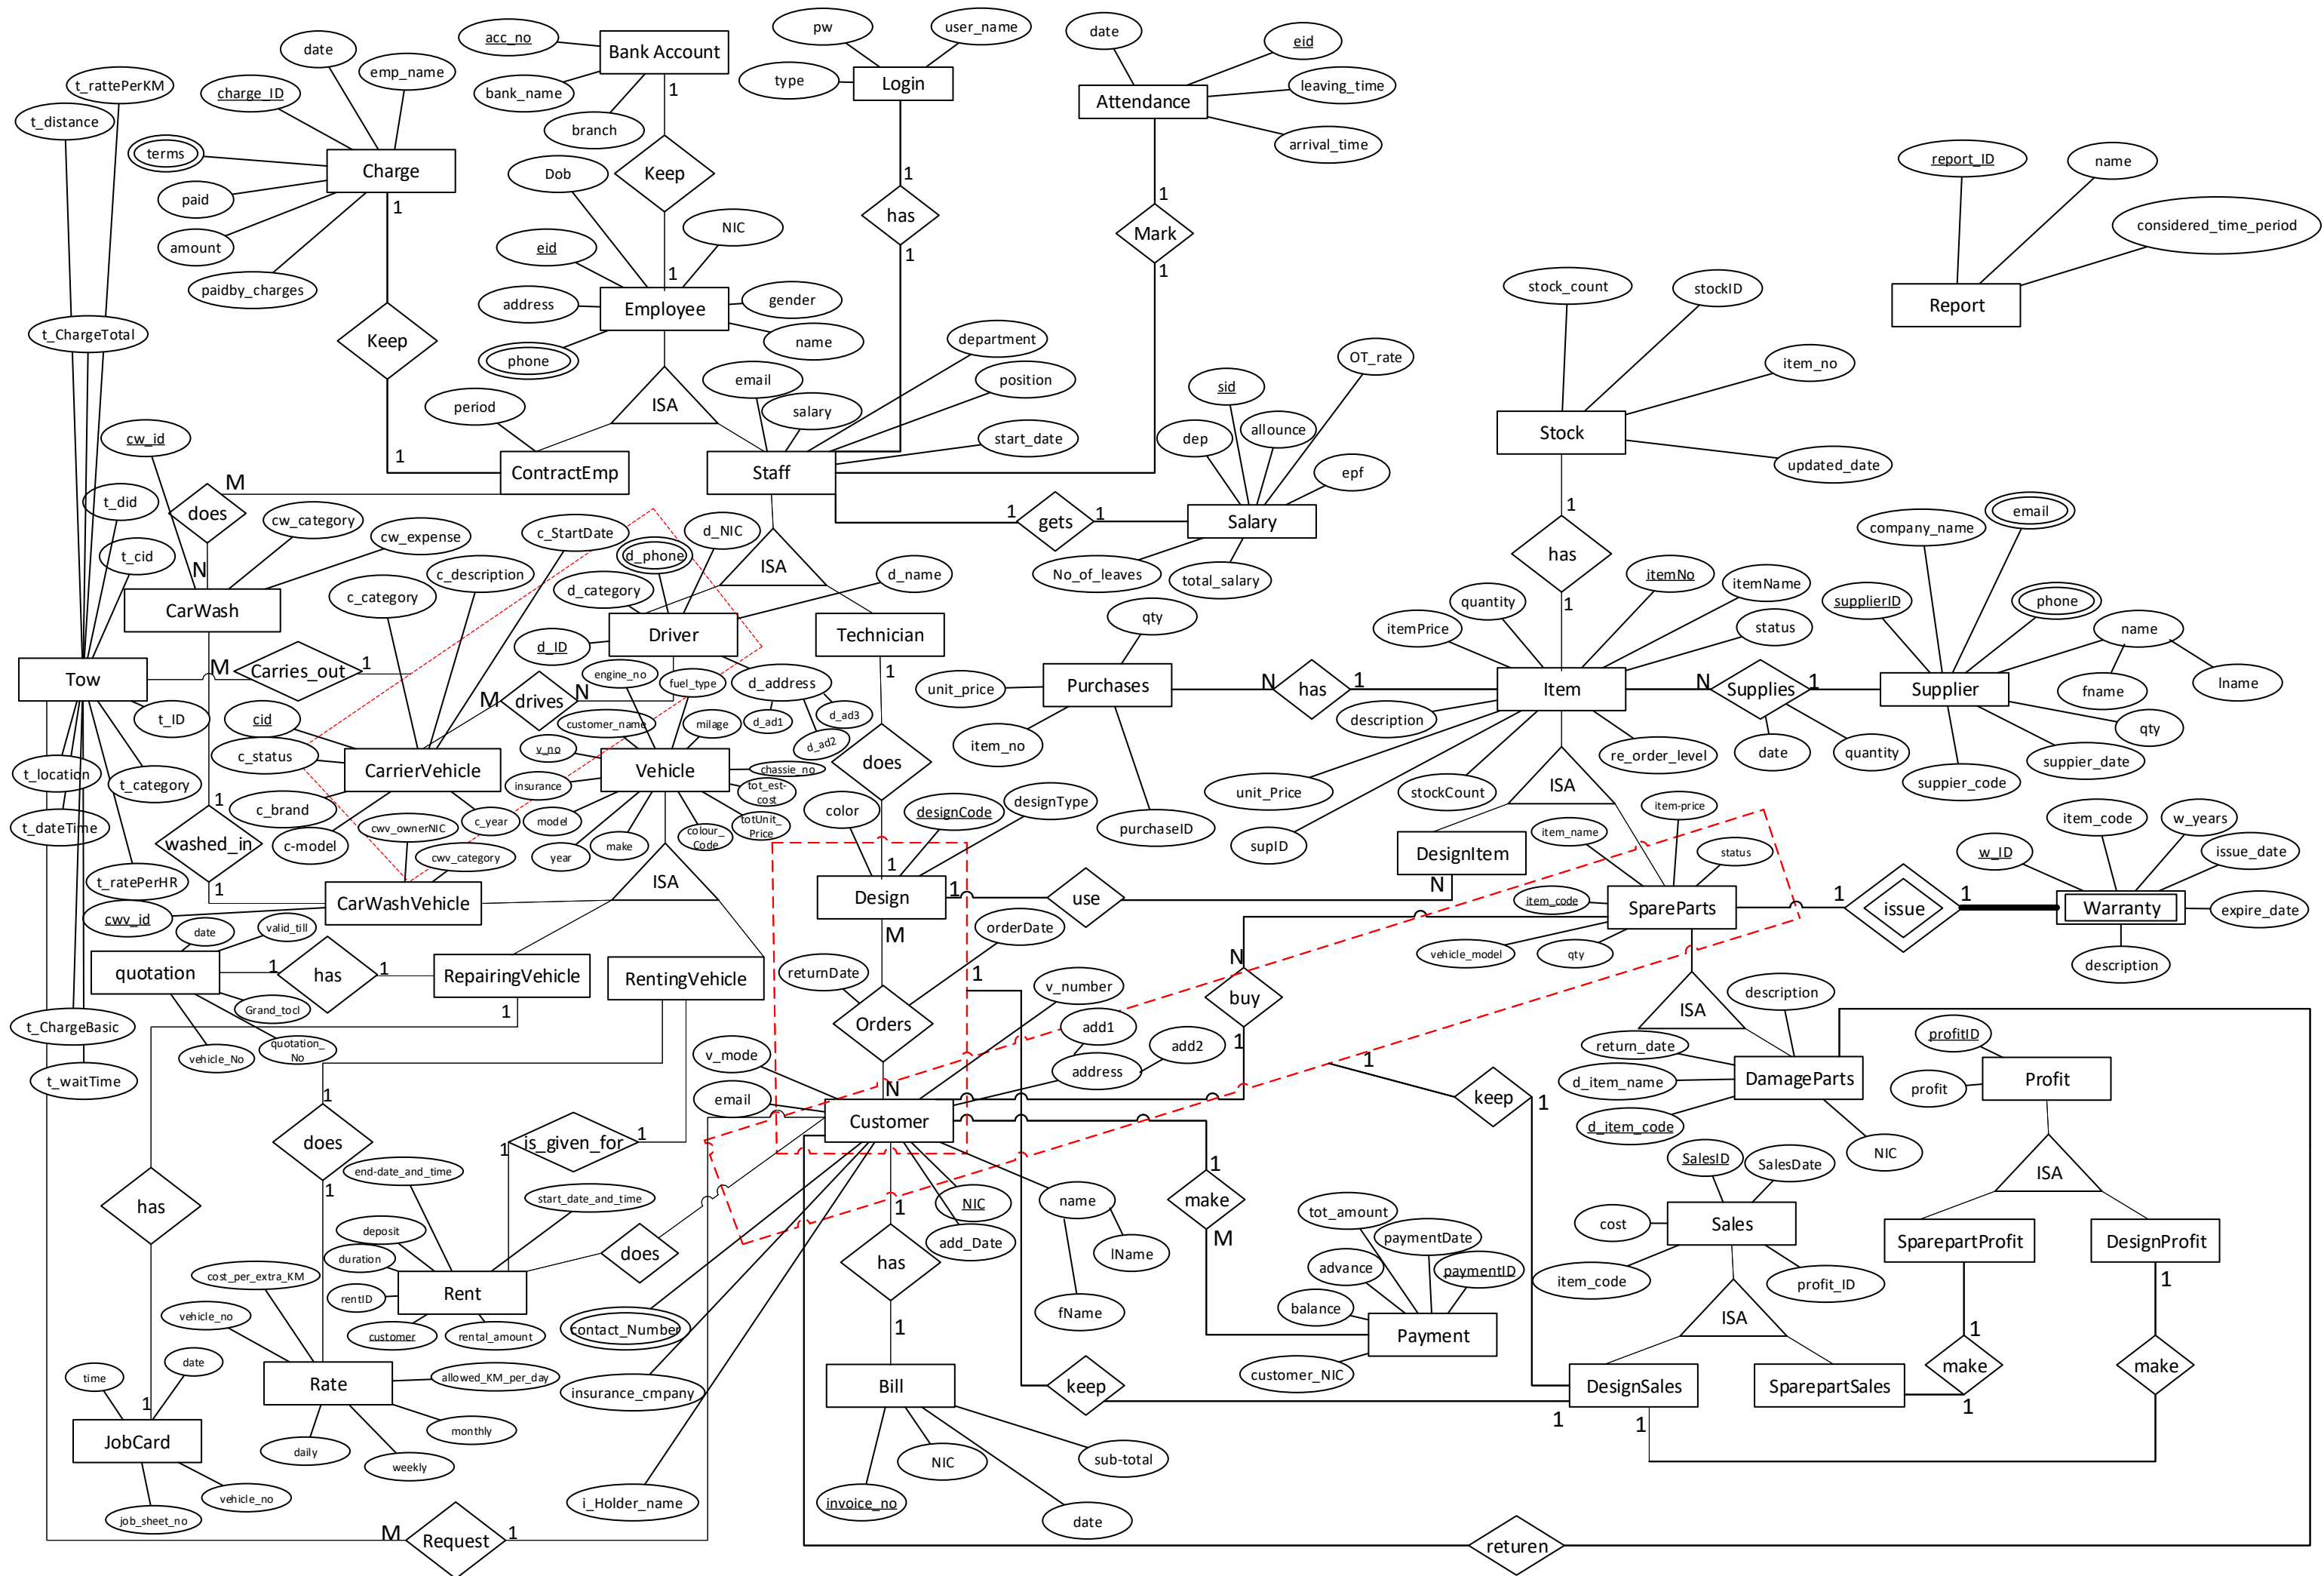 pw
user_name
date
eid
acc_no
Bank Account
date
emp_name
t_rattePerKM
charge_ID
type
Login
leaving_time
bank_name
1
Attendance
t_distance
branch
arrival_time
terms
Charge
Dob
Keep
1
1
report_ID
name
paid
1
has
Mark
NIC
considered_time_period
amount
eid
1
1
paidby_charges
1
address
Employee
gender
stock_count
stockID
Report
t_ChargeTotal
Keep
phone
name
department
OT_rate
item_no
email
position
sid
period
ISA
salary
allounce
Stock
cw_id
start_date
dep
1
ContractEmp
Staff
epf
updated_date
M
t_did
does
cw_category
c_StartDate
d_NIC
1
gets
1
Salary
1
company_name
email
t_cid
cw_expense
d_phone
ISA
has
N
c_description
d_name
No_of_leaves
total_salary
itemNo
itemName
c_category
d_category
quantity
1
supplierID
phone
CarWash
qty
itemPrice
status
name
d_ID
Driver
Technician
M
Carries_out
1
engine_no
1
Tow
fuel_type
d_address
unit_price
Purchases
N
has
1
Item
N
Supplies
1
Supplier
fname
lname
M
drives
N
t_ID
cid
customer_name
milage
d_ad1
d_ad3
description
qty
c_status
v_no
d_ad2
item_no
re_order_level
date
quantity
t_location
t_category
CarrierVehicle
Vehicle
chassie_no
does
suppier_date
insurance
tot_est-
cost
unit_Price
stockCount
ISA
suppier_code
1
c_brand
color
designCode
designType
item-price
t_dateTime
c-model
cwv_ownerNIC
c_year
model
colour_
Code
totUnit_
Price
purchaseID
item_code
w_years
washed_in
make
supID
DesignItem
item_name
w_ID
issue_date
cwv_category
year
status
t_ratePerHR
1
ISA
1
N
CarWashVehicle
Design
1
use
item_code
SpareParts
1
issue
1
Warranty
expire_date
cwv_id
date
valid_till
M
orderDate
vehicle_model
qty
quotation
1
has
1
RepairingVehicle
RentingVehicle
returnDate
1
N
description
Grand_tocl
1
v_number
buy
description
t_ChargeBasic
Orders
add1
ISA
vehicle_No
quotation_
No
v_mode
add2
1
return_date
profitID
address
1
d_item_name
DamageParts
profit
Profit
t_waitTime
1
email
N
keep
1
Customer
d_item_code
does
is_given_for
1
NIC
1
1
end-date_and_time
SalesID
SalesDate
ISA
1
start_date_and_time
NIC
name
make
has
1
tot_amount
cost
Sales
deposit
add_Date
M
paymentDate
SparepartProfit
DesignProfit
duration
does
has
lName
advance
paymentID
item_code
profit_ID
cost_per_extra_KM
Rent
1
rentID
fName
balance
ISA
vehicle_no
customer
rental_amount
contact_Number
1
Payment
1
date
customer_NIC
make
make
time
Rate
allowed_KM_per_day
insurance_cmpany
Bill
keep
DesignSales
SparepartSales
1
1
1
1
monthly
JobCard
daily
weekly
NIC
sub-total
vehicle_no
i_Holder_name
invoice_no
job_sheet_no
date
M
Request
1
returen